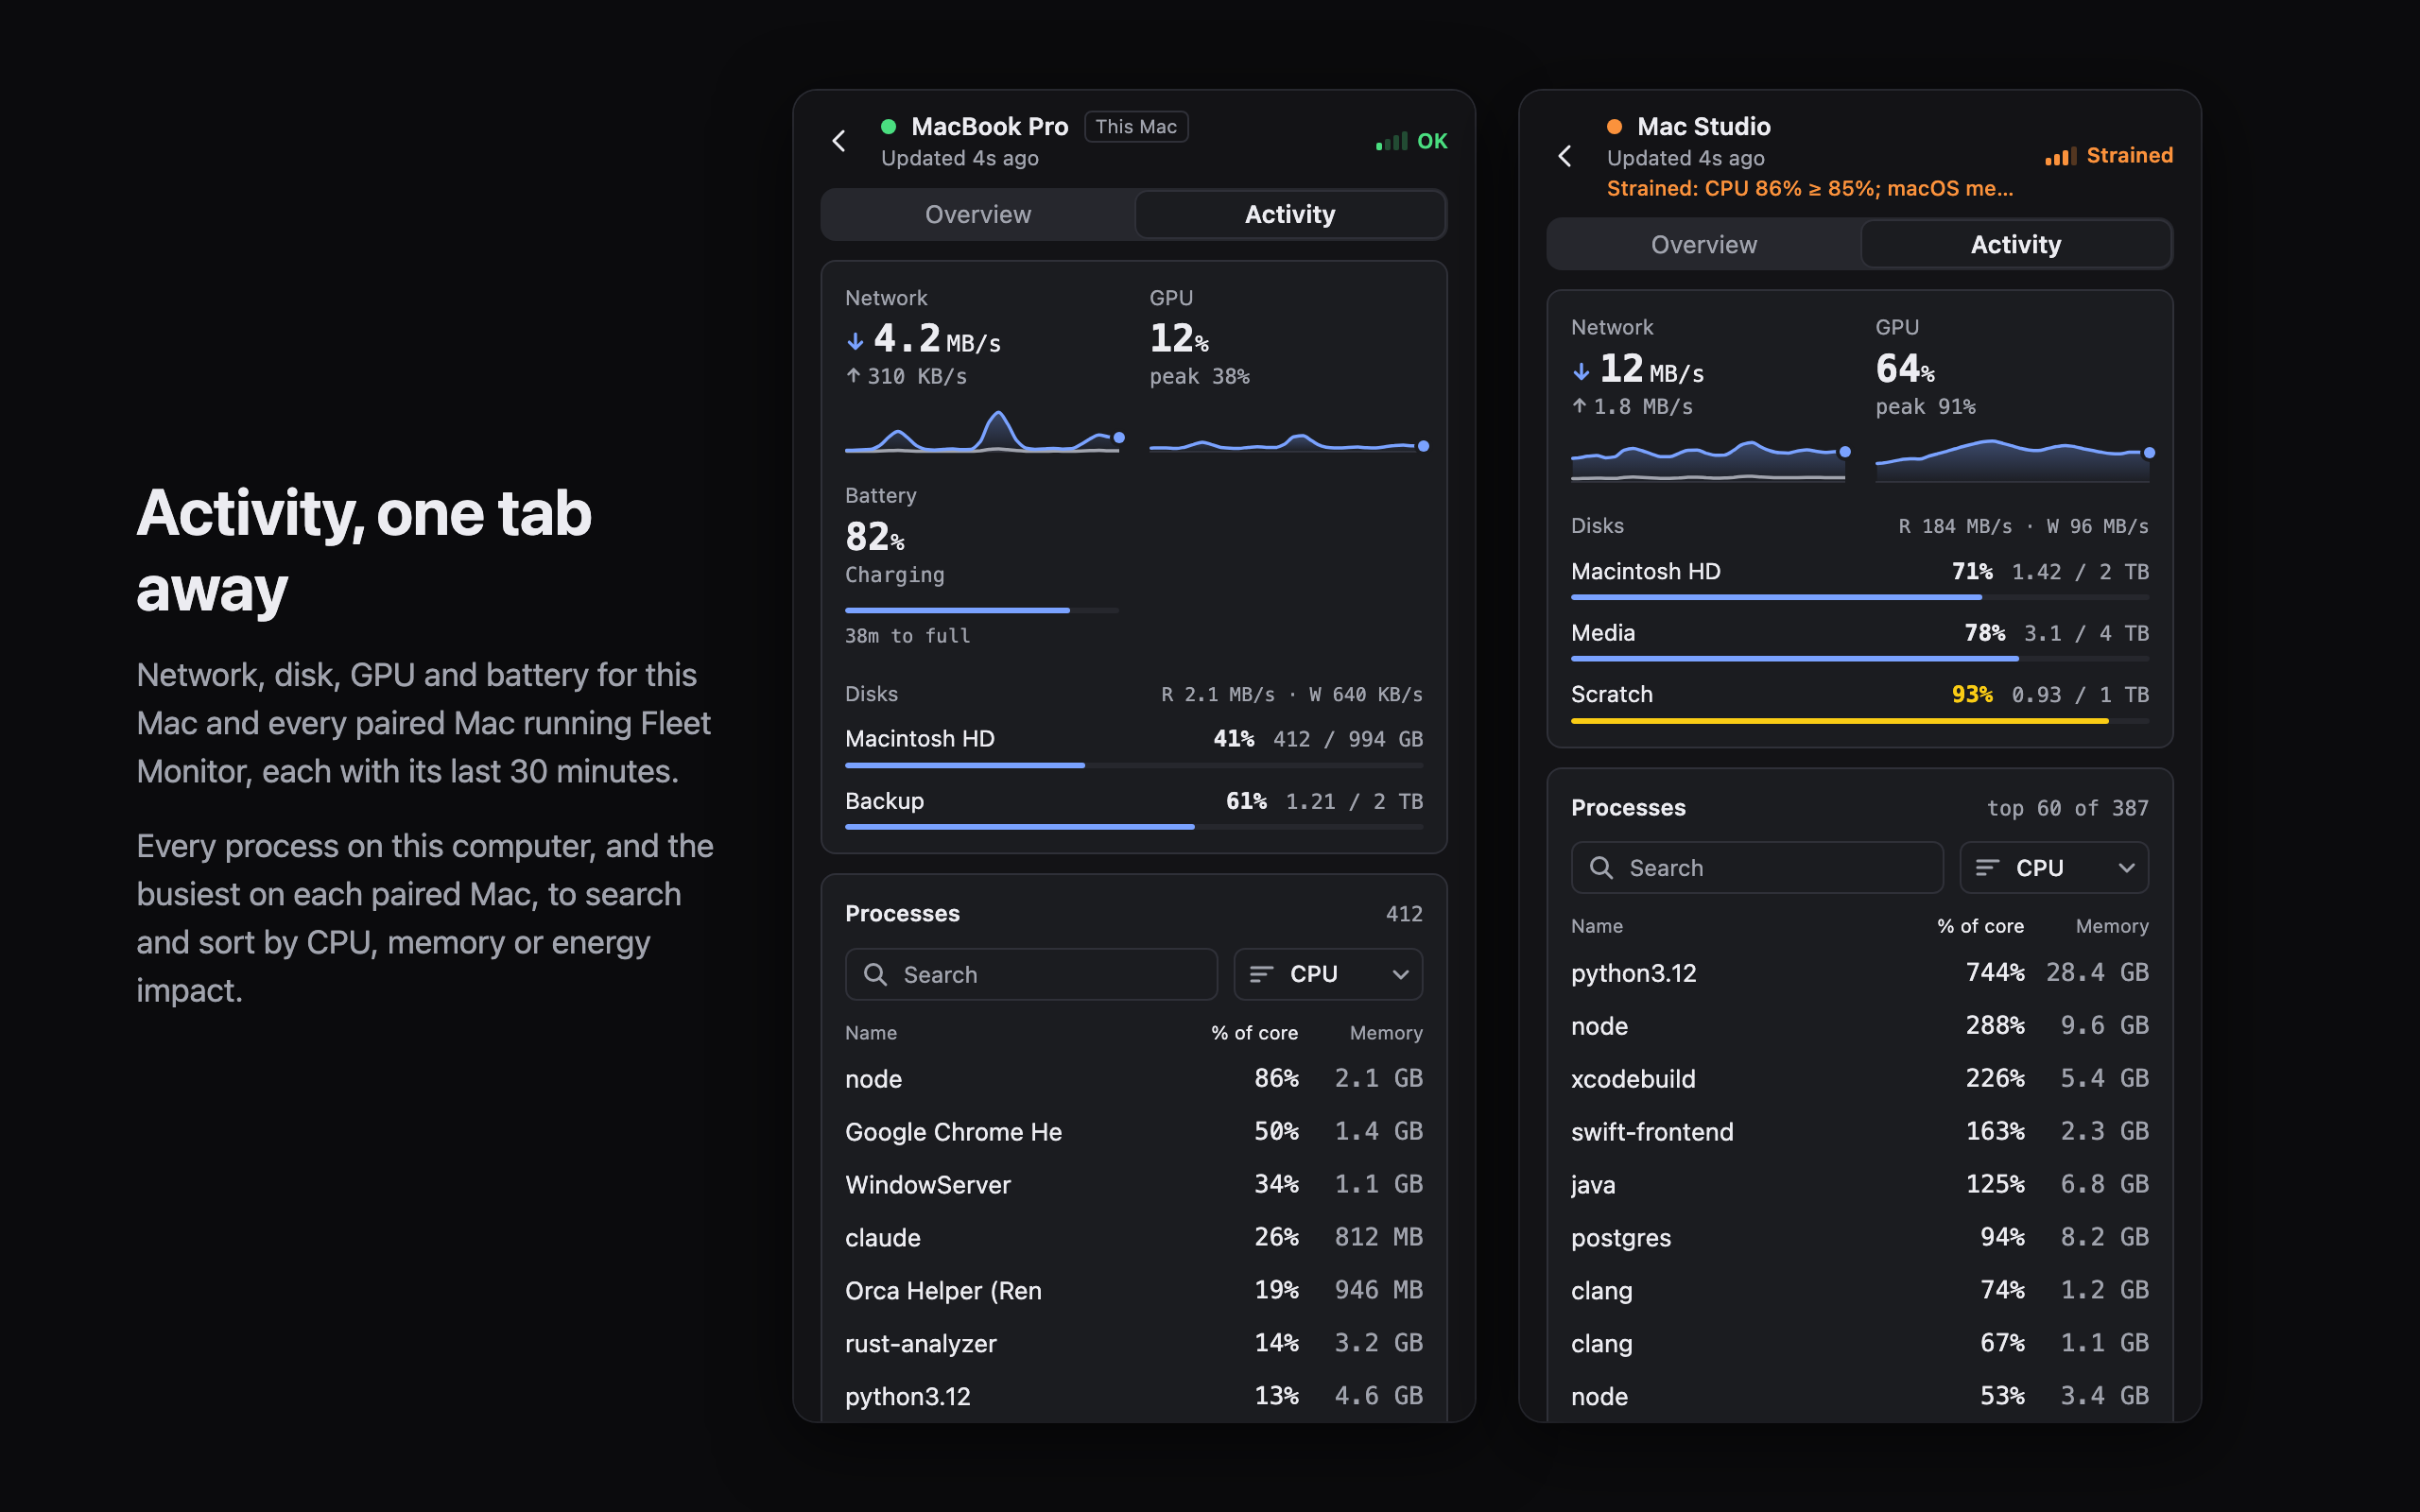 Activity, one tab
away
Network, disk, GPU and battery for this
Mac and every paired Mac running Fleet
Monitor, each with its last 30 minutes.
Every process on this computer, and the
busiest on each paired Mac, to search
and sort by CPU, memory or energy
impact.
MacBook Pro This Mac
Updated 4s ago
OK
Overview Activity
Network GPU
↓ 4.2 MB/s 12%
↑ 310 KB/s peak 38%
Battery
82%
Charging
38m to full
Disks R 2.1 MB/s · W 640 KB/s
Macintosh HD 41% 412 / 994 GB
Backup 61% 1.21 / 2 TB
Processes 412
Search CPU
Name % of core Memory
node 86% 2.1 GB
Google Chrome He 50% 1.4 GB
WindowServer 34% 1.1 GB
claude 26% 812 MB
Orca Helper (Ren 19% 946 MB
rust-analyzer 14% 3.2 GB
python3.12 13% 4.6 GB
Mac Studio
Updated 4s ago
Strained
Strained: CPU 86% ≥ 85%; macOS me...
Overview Activity
Network GPU
↓ 12 MB/s 64%
↑ 1.8 MB/s peak 91%
Disks R 184 MB/s · W 96 MB/s
Macintosh HD 71% 1.42 / 2 TB
Media 78% 3.1 / 4 TB
Scratch 93% 0.93 / 1 TB
Processes top 60 of 387
Search CPU
Name % of core Memory
python3.12 744% 28.4 GB
node 288% 9.6 GB
xcodebuild 226% 5.4 GB
swift-frontend 163% 2.3 GB
java 125% 6.8 GB
postgres 94% 8.2 GB
clang 74% 1.2 GB
clang 67% 1.1 GB
node 53% 3.4 GB